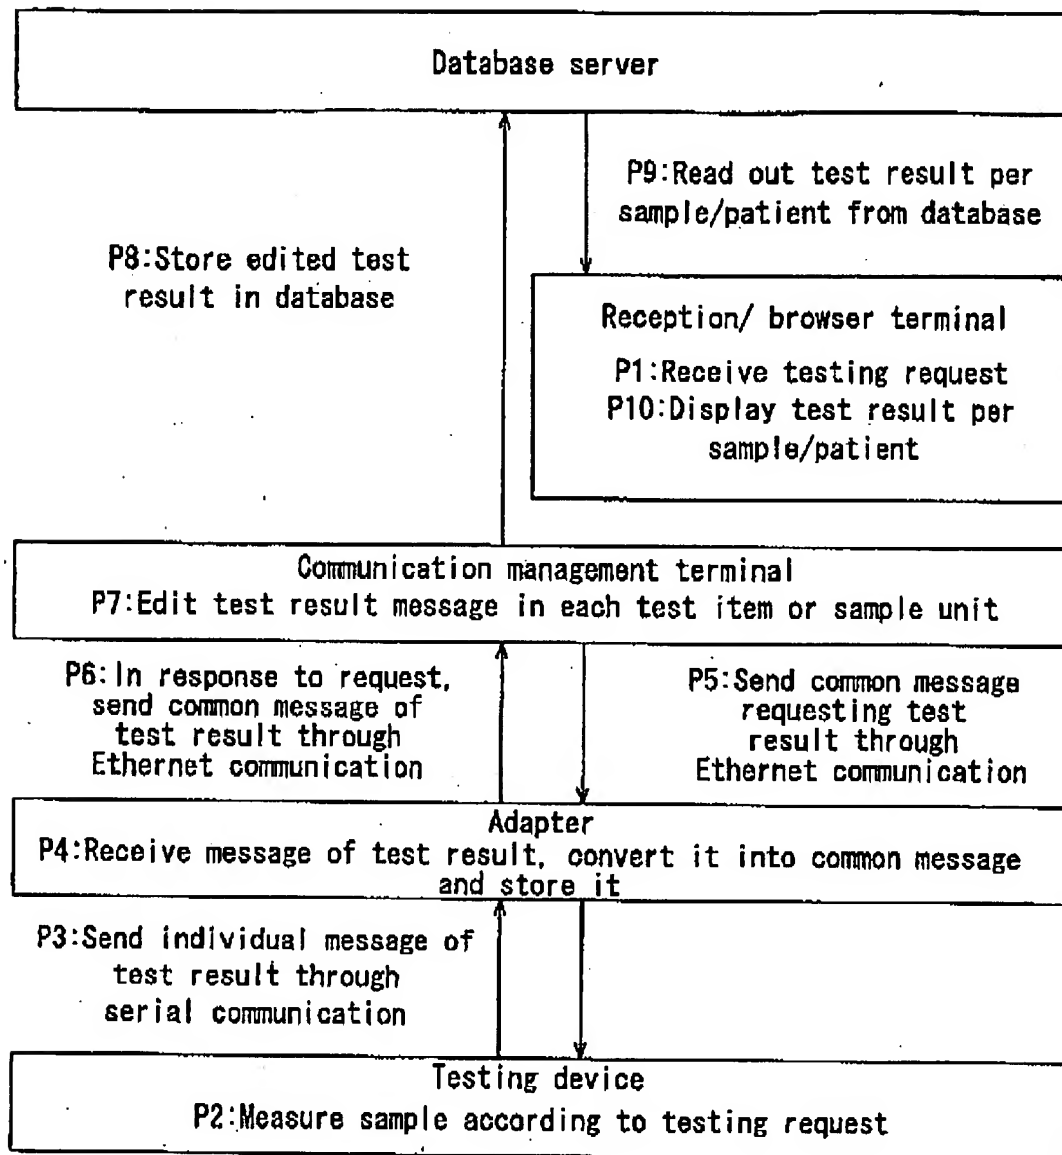 Database server
P9:Read out test result per
sample/patient from database
P8:Store edited test
result in database
Reception/ browser terminal
P1:Receive testing request
P10:Display test result per
sample/patient
Communication management terminal
P7:Edit test result message in each test item or sample unit
P6:In response to request,
send common message of
test result through
Ethernet communication
P5:Send common message
requesting test
result through
Ethernet communication
Adapter
P4:Receive message of test result, convert it into common message
and store it
P3:Send individual message of
test result through
serial communication
Testing device
P2:Measure sample according to testing request